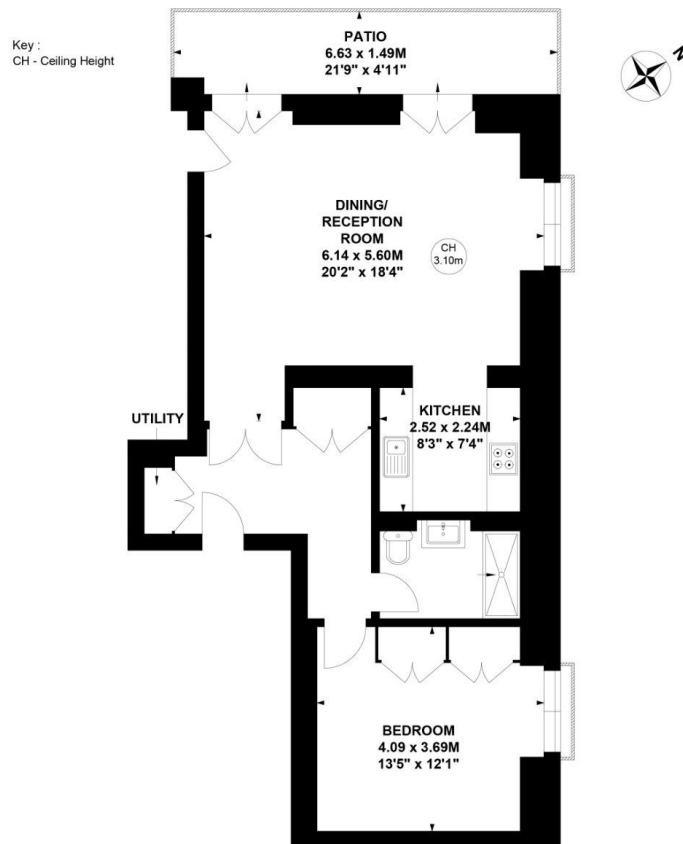 Key :
CH - Ceiling Height
PATIO
6.63 x 1.49M
21'9" x 4'11"
N
DINING/
RECEPTION
ROOM
6.14 x 5.60M
20'2" x 18'4"
CH
3.10m
UTILITY
KITCHEN
2.52 x 2.24M
8'3" x 7'4"
BEDROOM
4.09 x 3.69M
13'5" x 12'1"